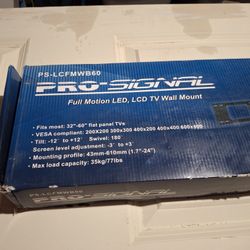 PS-LCFMWB60
PRO-SIGNAL
Full Motion LED, LCD TV Wall Mount
• Fits most: 32"-60" flat panel TVs
• VESA compliant: 200X200 300x300 400x200 400x400 600x400
• Tilt: -12° to +12° Swivel: 180°
Screen level adjustment: -3° to +3°
• Mounting profile: 43mm-610mm (1.7"-24")
• Max load capacity: 35kg/77lbs
PS-LCFMWB60